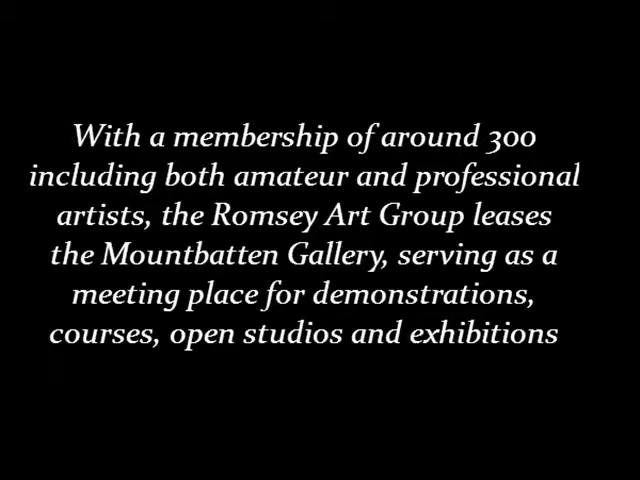 With a membership of around 300
including both amateur and professional
artists, the Romsey Art Group leases
the Mountbatten Gallery, serving as a
meeting place for demonstrations,
courses, open studios and exhibitions